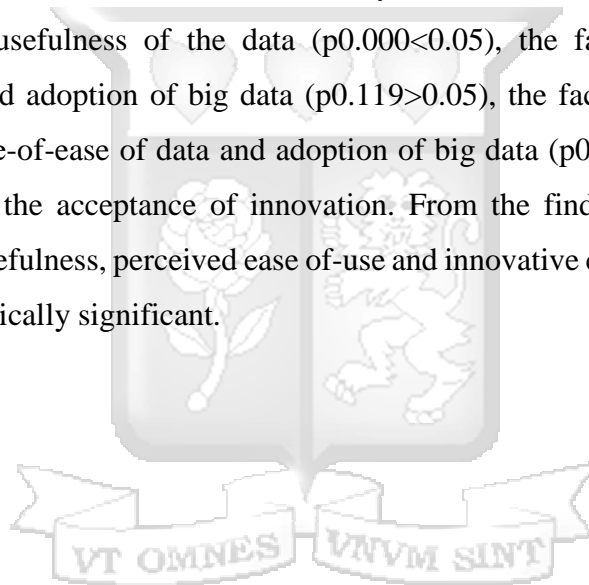 usefulness of the data (p0.000<0.05), the fa
d adoption of big data (p0.119>0.05), the fac
e-of-ease of data and adoption of big data (p0.
the acceptance of innovation. From the find
efulness, perceived ease of-use and innovative
ically significant.
VT OMNES VNVM SINT